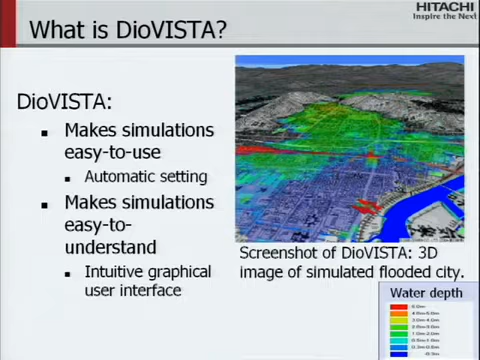 HITACHI
Inspire the Next
What is DioVISTA?
DioVISTA:
▪ Makes simulations
easy-to-use
▪ Automatic setting
▪ Makes simulations
easy-to-
understand
▪ Intuitive graphical
user interface
Screenshot of DioVISTA: 3D
image of simulated flooded city.
Water depth